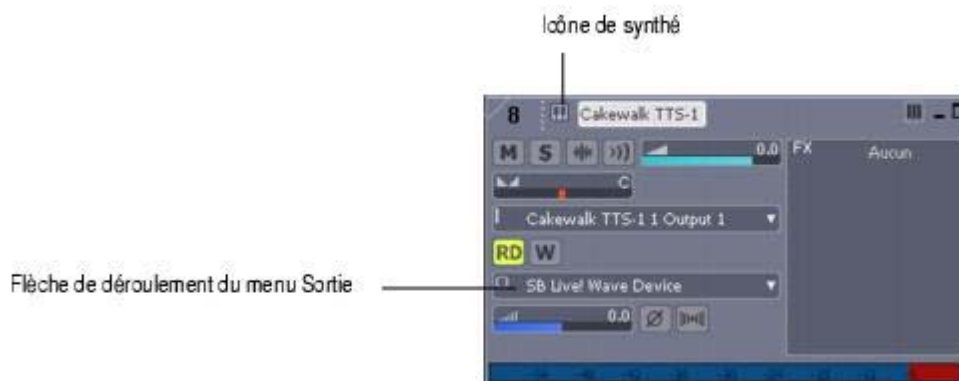 Icône de synthé
8 Cakewalk TTS-1
M S 0.0 FX Aucun
C
Cakewalk TTS-1 1 Output 1
RD W
Flèche de déroulement du menu Sortie
SB Live! Wave Device
0.0